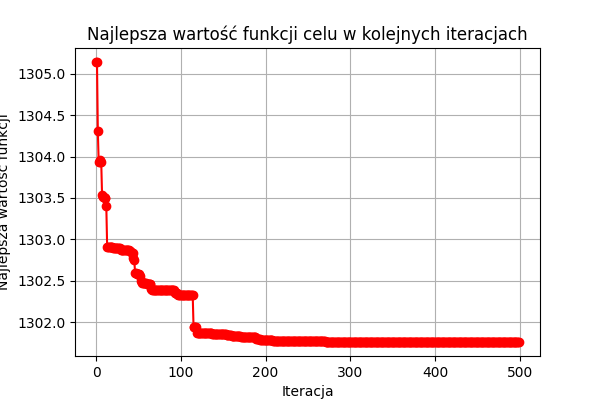 Najlepsza wartość funkcji celu w kolejnych iteracjach
Najlepsza wartość funkcji
1305.0
1304.5
1304.0
1303.5
1303.0
1302.5
1302.0
0 100 200 300 400 500
Iteracja